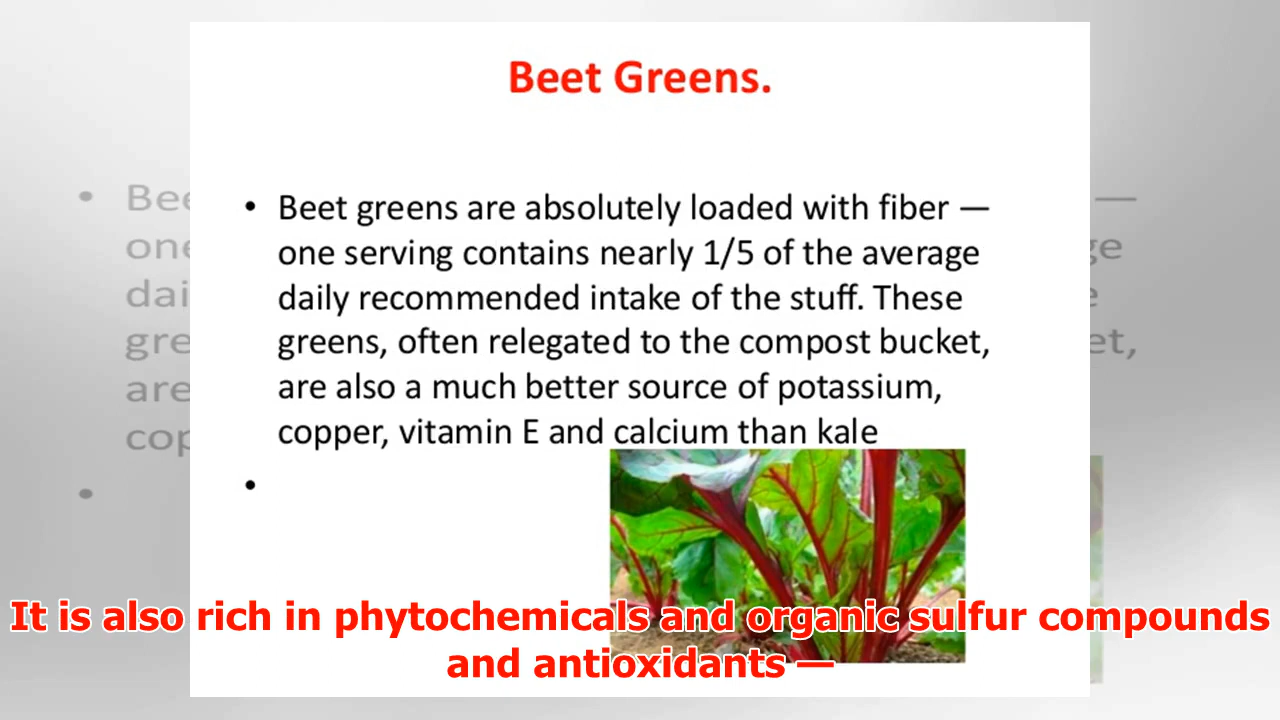 Beet Greens.
• Beet greens are absolutely loaded with fiber —
one serving contains nearly 1/5 of the average
daily recommended intake of the stuff. These
greens, often relegated to the compost bucket,
are also a much better source of potassium,
copper, vitamin E and calcium than kale
•
It is also rich in phytochemicals and organic sulfur compounds
and antioxidants —